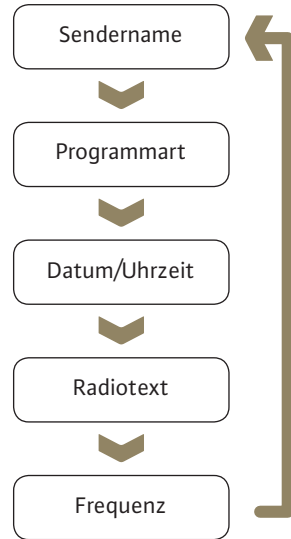 Sendername
Programmart
Datum/Uhrzeit
Radiotext
Frequenz